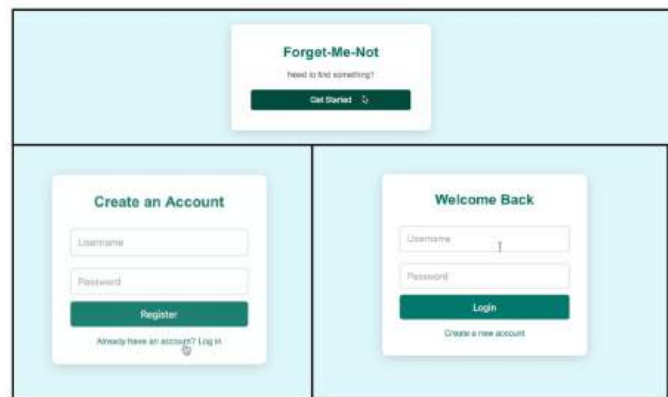 Forget-Me-Not
Need to find something?
Get Started
Create an Account
Username
Password
Register
Already have an account? Log in
Welcome Back
Username
Password
Login
Create a new account